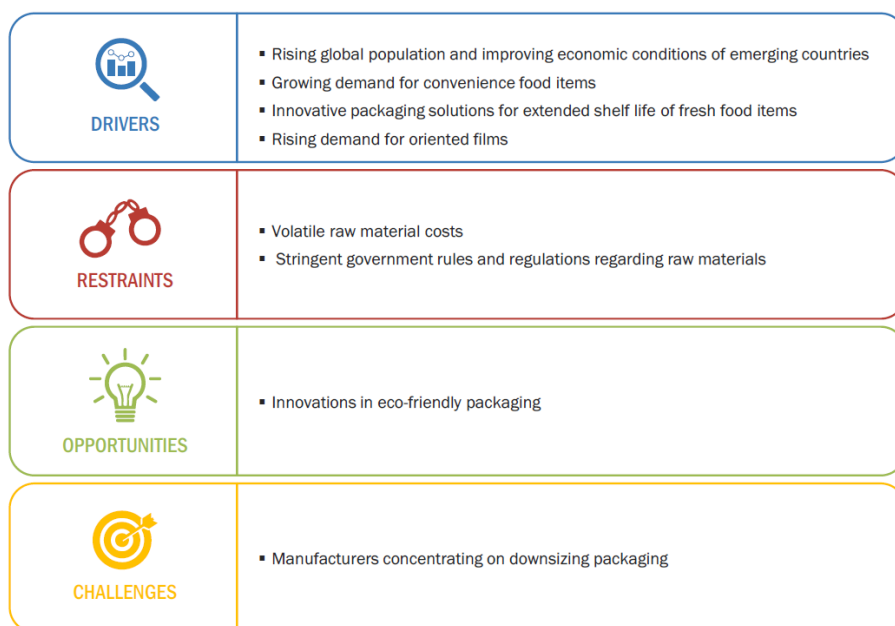 DRIVERS
▪ Rising global population and improving economic conditions of emerging countries
▪ Growing demand for convenience food items
▪ Innovative packaging solutions for extended shelf life of fresh food items
▪ Rising demand for oriented films
RESTRAINTS
▪ Volatile raw material costs
▪ Stringent government rules and regulations regarding raw materials
OPPORTUNITIES
▪ Innovations in eco-friendly packaging
CHALLENGES
▪ Manufacturers concentrating on downsizing packaging